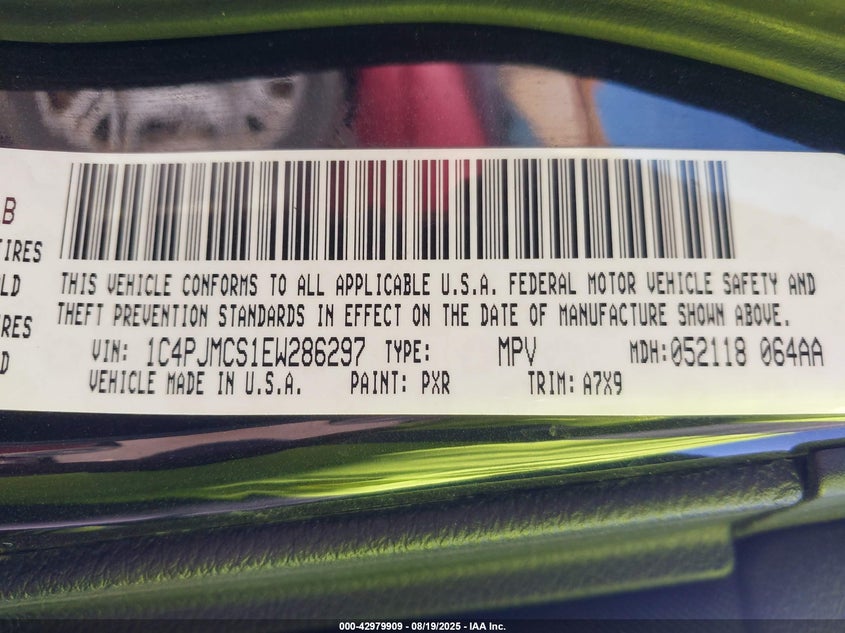 B
TIRES
LD
IRES
D
THIS VEHICLE CONFORMS TO ALL APPLICABLE U.S.A. FEDERAL MOTOR VEHICLE SAFETY AND
THEFT PREVENTION STANDARDS IN EFFECT ON THE DATE OF MANUFACTURE SHOWN ABOVE.
VIN: 1C4PJMCS1EW286297 TYPE: MPV MDH: 052118 064AA
VEHICLE MADE IN U.S.A. PAINT: PXR TRIM: A7X9
000-42979909 - 08/19/2025 - IAA Inc.